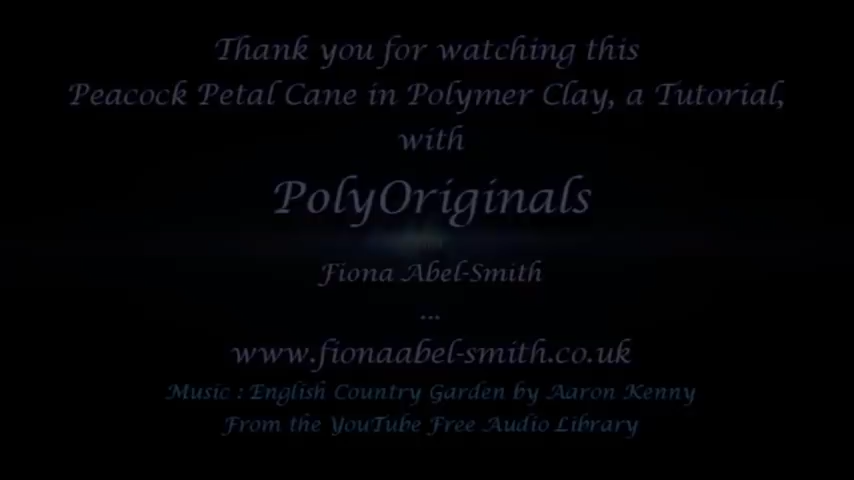 Thank you for watching this
Peacock Petal Cane in Polymer Clay, a Tutorial,
with
PolyOriginals
Fiona Abel-Smith
...
www.fionaabel-smith.co.uk
Music : English Country Garden by Aaron Kenny
From the YouTube Free Audio Library